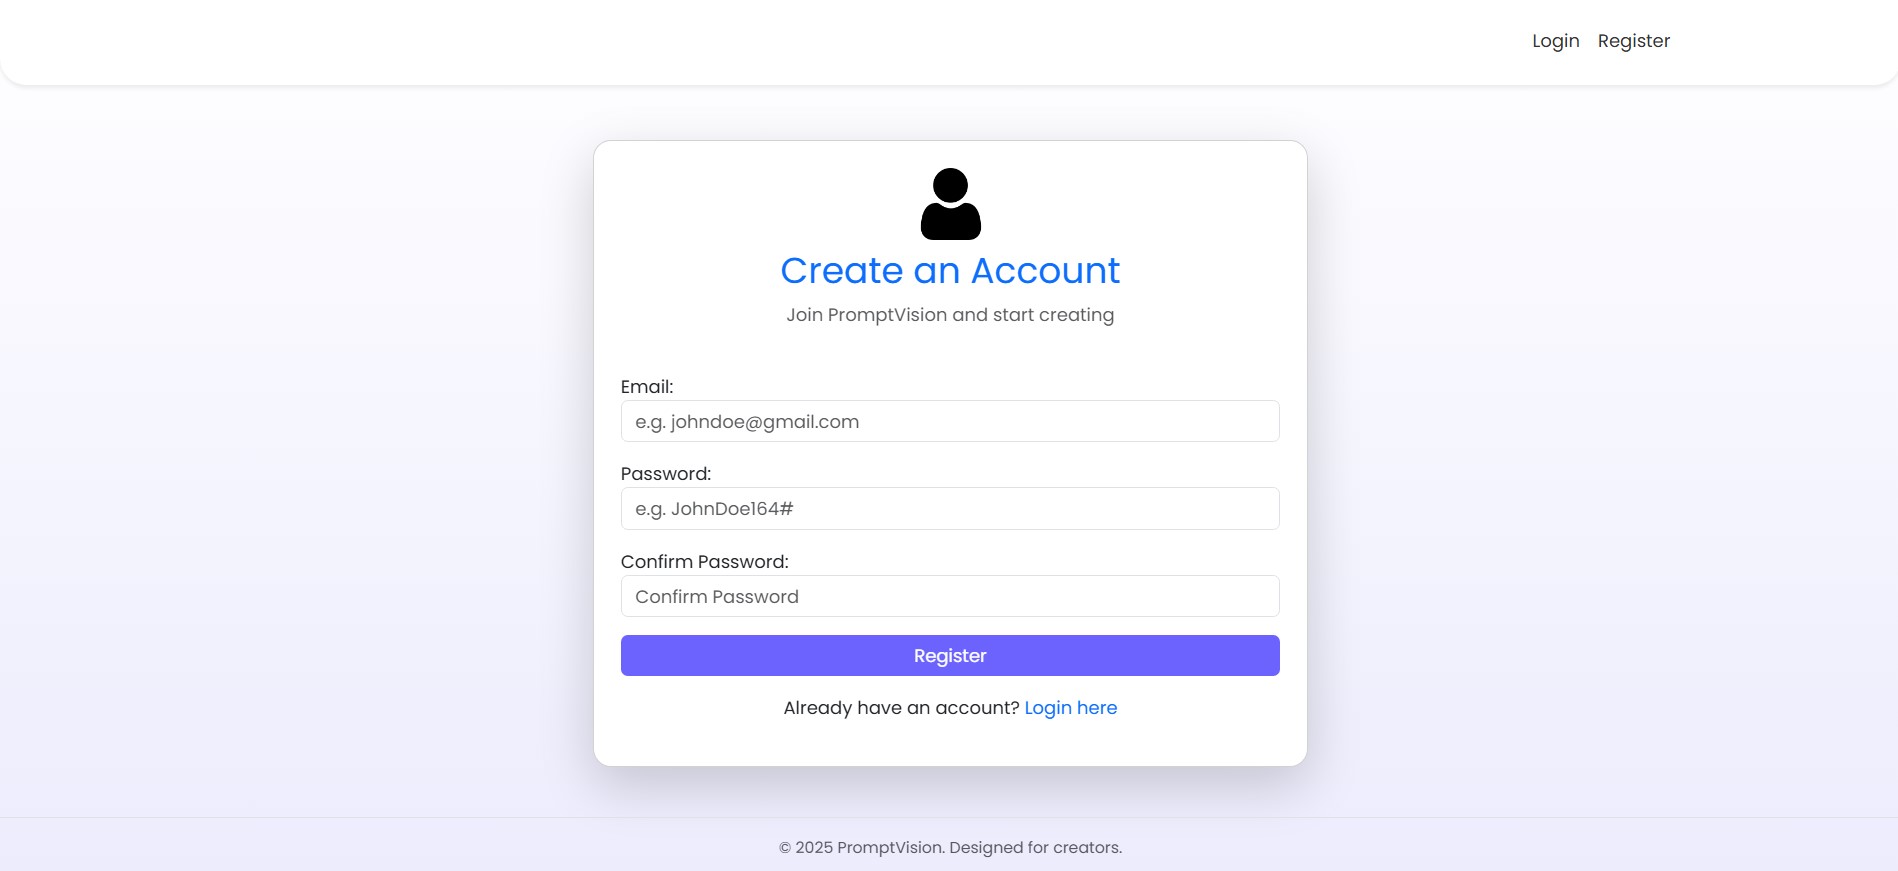 Login Register
Create an Account
Join PromptVision and start creating
Email:
e.g. johndoe@gmail.com
Password:
e.g. JohnDoe164#
Confirm Password:
Confirm Password
Register
Already have an account? Login here
© 2025 PromptVision. Designed for creators.